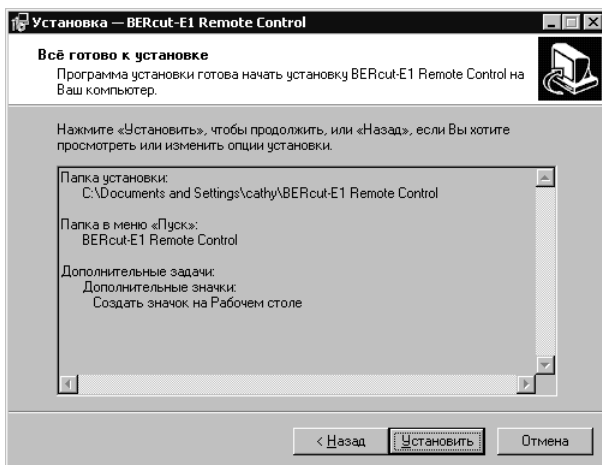 Установка — BERcut-E1 Remote Control
Всё готово к установке
Программа установки готова начать установку BERcut-E1 Remote Control на
Ваш компьютер.
Нажмите «Установить», чтобы продолжить, или «Назад», если Вы хотите
просмотреть или изменить опции установки.
Папка установки:
C:\Documents and Settings\cathy\BERcut-E1 Remote Control
Папка в меню «Пуск»:
BERcut-E1 Remote Control
Дополнительные задачи:
Дополнительные значки:
Создать значок на Рабочем столе
< Назад Установить Отмена